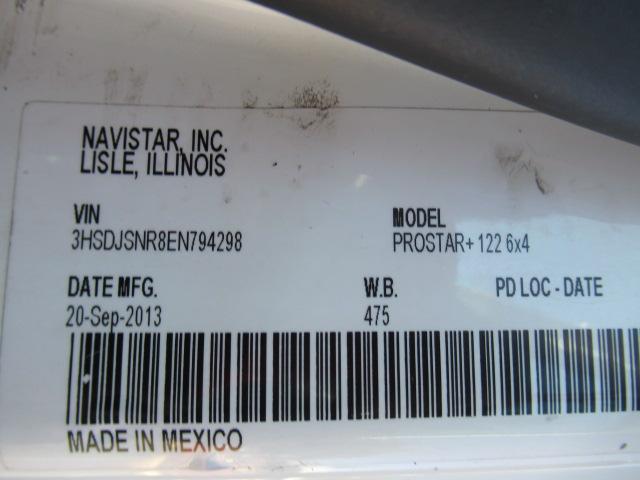 NAVISTAR, INC.
LISLE, ILLINOIS
VIN MODEL
3HSDJSNR8EN794298 PROSTAR+ 122 6x4
DATE MFG. W.B. PD LOC - DATE
20-Sep-2013 475
MADE IN MEXICO